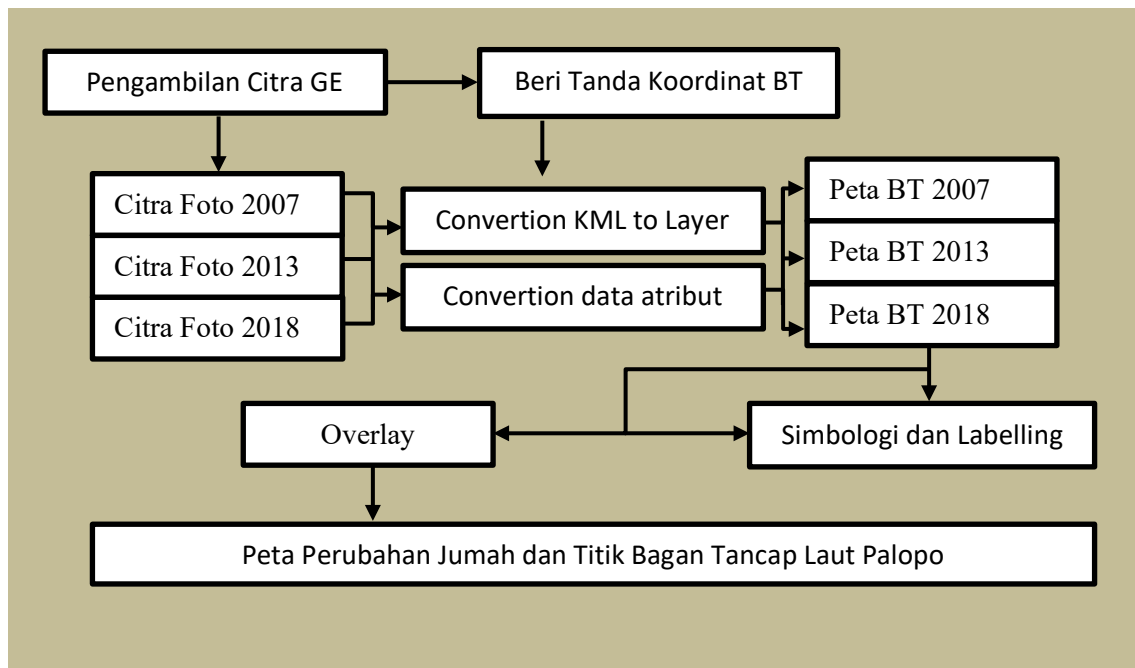 Pengambilan Citra GE
Beri Tanda Koordinat BT
Citra Foto 2007
Citra Foto 2013
Citra Foto 2018
Convertion KML to Layer
Convertion data atribut
Peta BT 2007
Peta BT 2013
Peta BT 2018
Overlay
Simbologi dan Labelling
Peta Perubahan Jumah dan Titik Bagan Tancap Laut Palopo